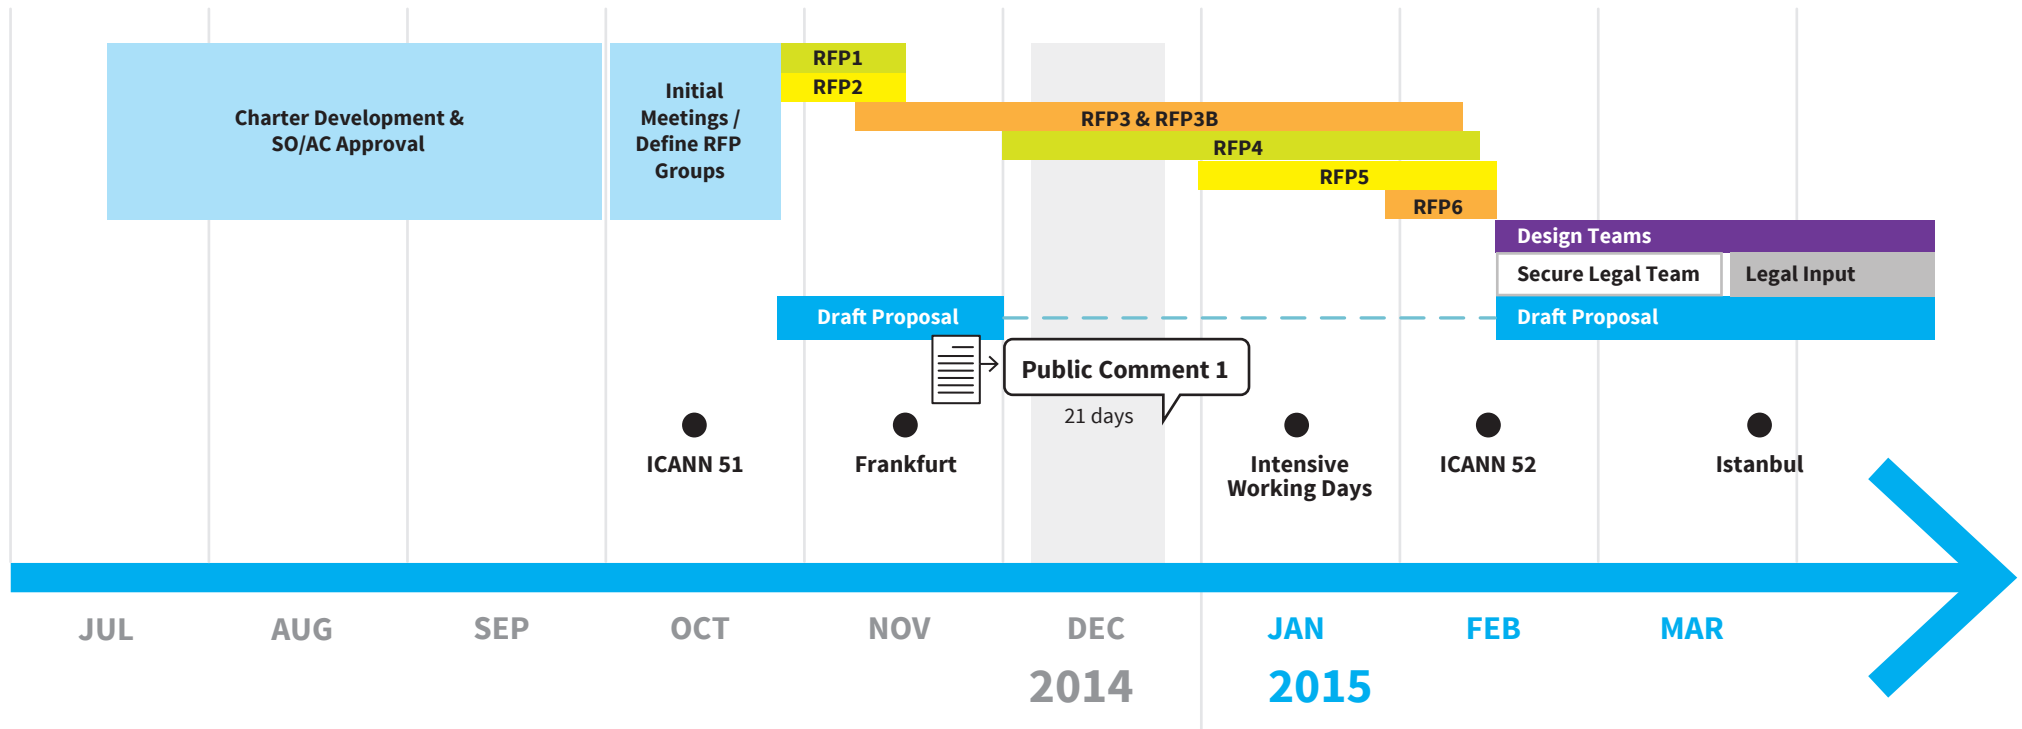 Charter Development &
SO/AC Approval
Initial
Meetings /
Define RFP
Groups
RFP1
RFP2
RFP3 & RFP3B
RFP4
RFP5
RFP6
Design Teams
Secure Legal Team
Legal Input
Draft Proposal
Draft Proposal
Public Comment 1
21 days
ICANN 51
Frankfurt
Intensive
Working Days
ICANN 52
Istanbul
JUL
AUG
SEP
OCT
NOV
DEC
JAN
FEB
MAR
2014
2015